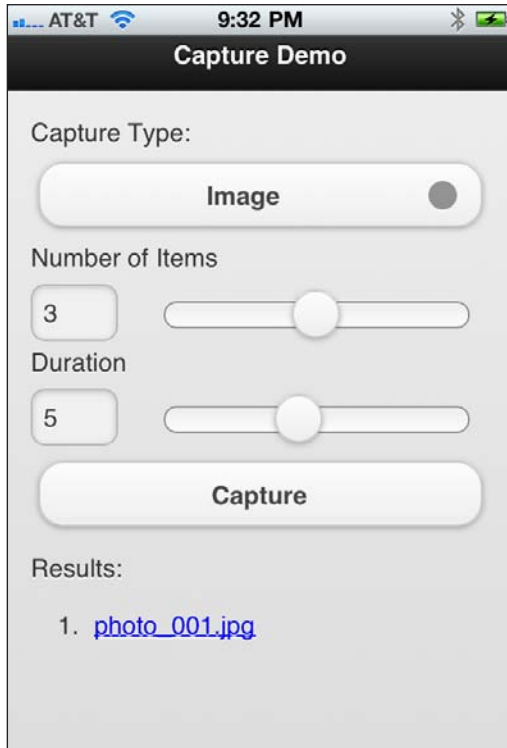 AT&T 9:32 PM
Capture Demo
Capture Type:
Image
Number of Items
3
Duration
5
Capture
Results:
1. photo_001.jpg